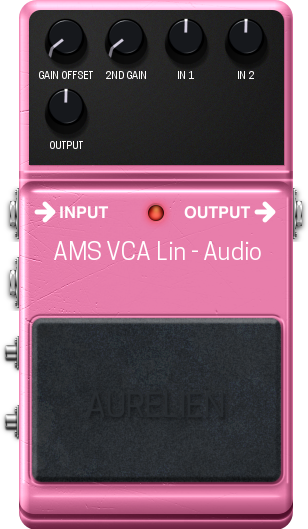 GAIN OFFSET 2ND GAIN IN 1 IN 2
OUTPUT
INPUT OUTPUT
AMS VCA Lin - Audio
AURELIEN